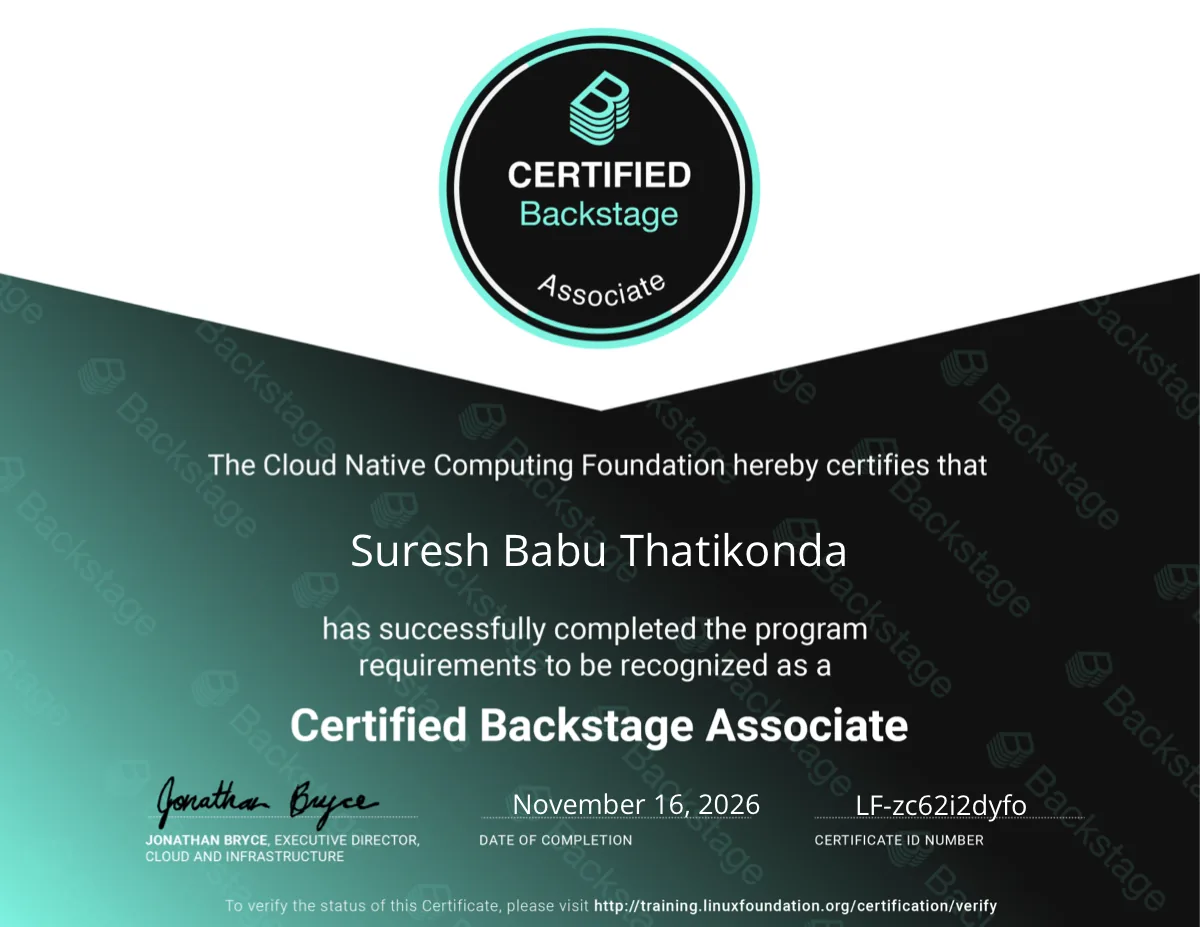 CERTIFIED
Backstage
Associate
The Cloud Native Computing Foundation hereby certifies that
Suresh Babu Thatikonda
has successfully completed the program
requirements to be recognized as a
Certified Backstage Associate
Jonathan Bryce
November 16, 2026
LF-zc62i2dyfo
JONATHAN BRYCE, EXECUTIVE DIRECTOR,
CLOUD AND INFRASTRUCTURE
DATE OF COMPLETION
CERTIFICATE ID NUMBER
To verify the status of this Certificate, please visit http://training.linuxfoundation.org/certification/verify